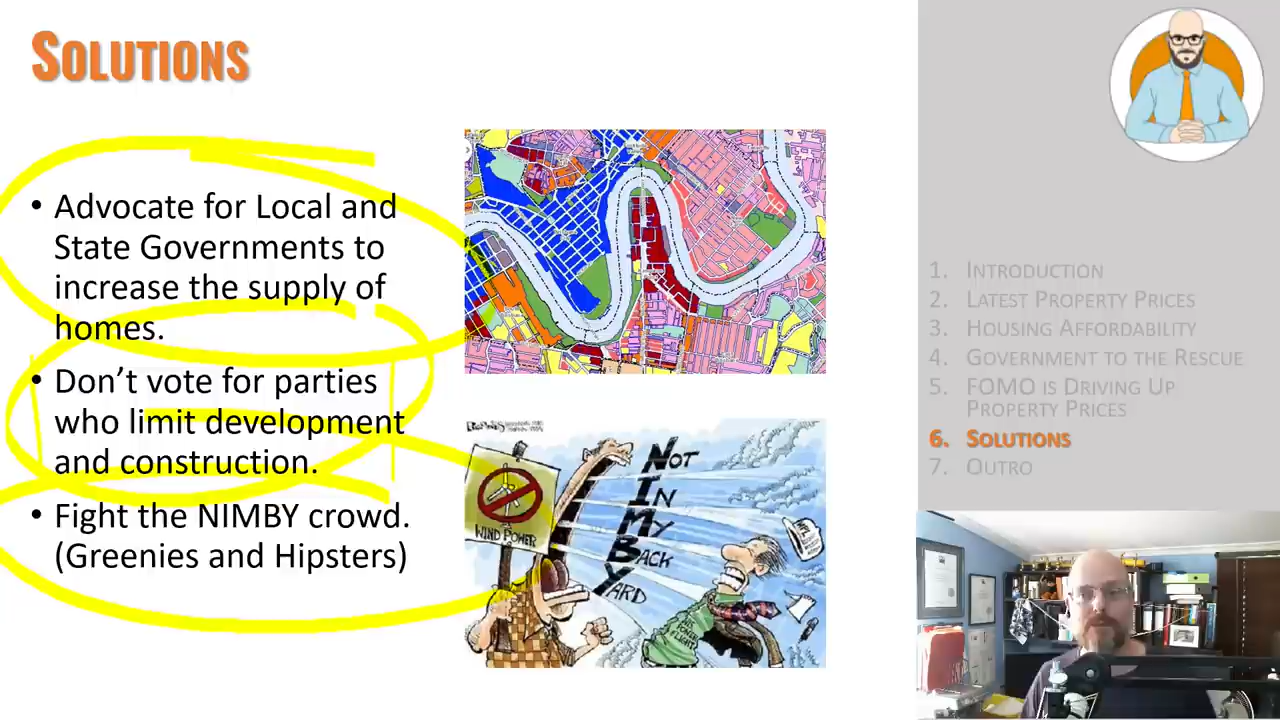 SOLUTIONS
• Advocate for Local and
State Governments to
increase the supply of
homes.
• Don’t vote for parties
who limit development
and construction.
• Fight the NIMBY crowd.
(Greenies and Hipsters)
WIND POWER
NOT
IN
MY
BACK
YARD
1. INTRODUCTION
2. LATEST PROPERTY PRICES
3. HOUSING AFFORDABILITY
4. GOVERNMENT TO THE RESCUE
5. FOMO IS DRIVING UP
PROPERTY PRICES
6. SOLUTIONS
7. OUTRO